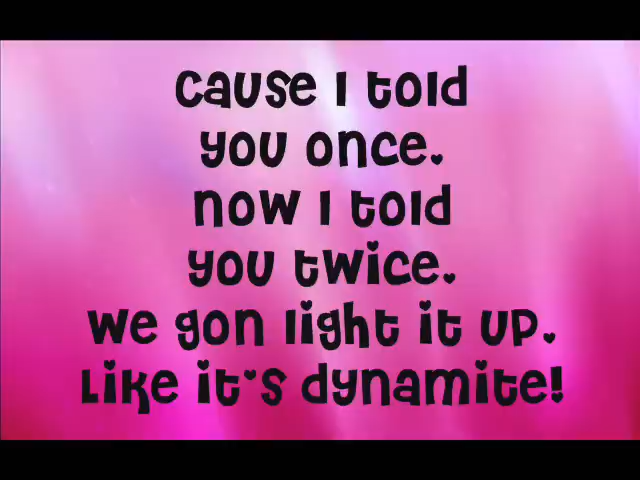 cause I told
you once.
now I told
you twice.
we gon light it up.
Like it's dynamite!